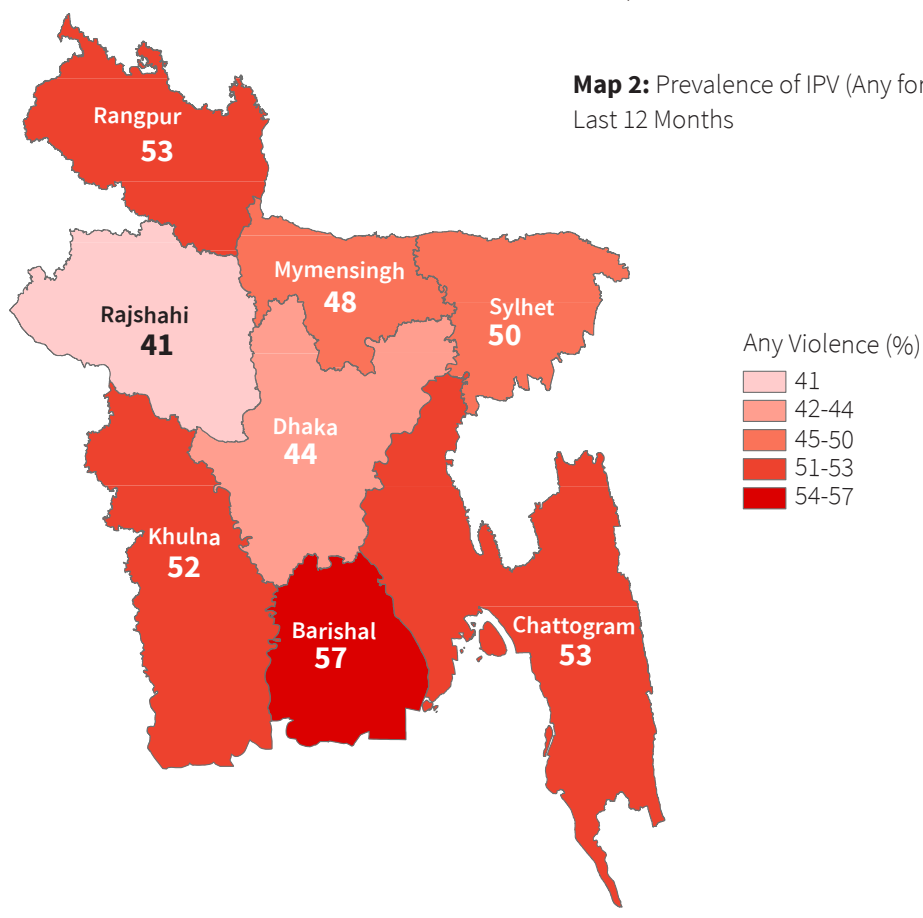 Map 2: Prevalence of IPV (Any for
Last 12 Months
Rangpur
53
Mymensingh
48
Sylhet
50
Rajshahi
41
Dhaka
44
Khulna
52
Barishal
57
Chattogram
53
Any Violence (%)
41
42-44
45-50
51-53
54-57